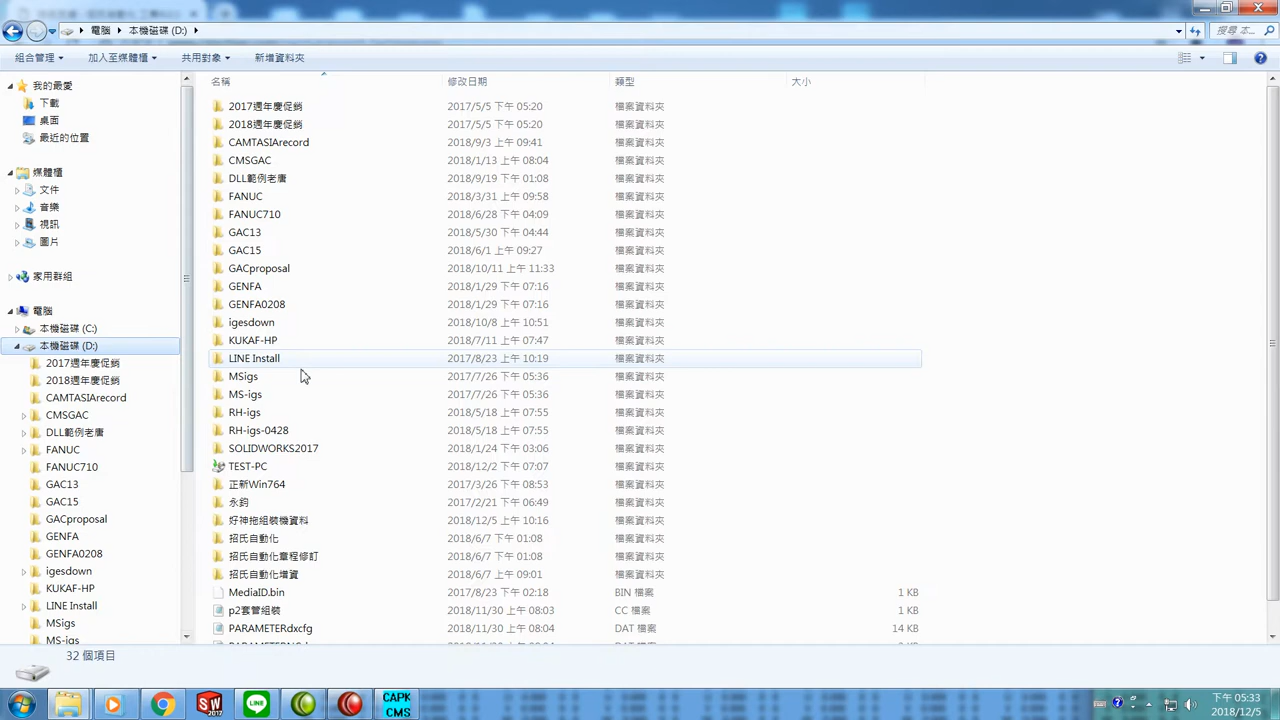 電腦 本機磁碟 (D:)
搜尋 本...
組合管理 加入至媒體櫃 共用對象 新增資料夾
名稱 修改日期 類型 大小
我的最愛
下載
桌面
最近的位置
媒體櫃
文件
音樂
視訊
圖片
家用群組
電腦
本機磁碟 (C:)
本機磁碟 (D:)
2017週年慶促銷
2018週年慶促銷
CAMTASIArecord
CMSGAC
DLL範例老唐
FANUC
FANUC710
GAC13
GAC15
GACproposal
GENFA
GENFA0208
igesdown
KUKAF-HP
LINE Install
MSigs
MS-igs
2017週年慶促銷 2017/5/5 下午 05:20 檔案資料夾
2018週年慶促銷 2017/5/5 下午 05:20 檔案資料夾
CAMTASIArecord 2018/9/3 上午 09:41 檔案資料夾
CMSGAC 2018/1/13 上午 08:04 檔案資料夾
DLL範例老唐 2018/9/19 上午 01:08 檔案資料夾
FANUC 2018/3/31 上午 09:58 檔案資料夾
FANUC710 2018/6/28 下午 04:09 檔案資料夾
GAC13 2018/5/30 下午 04:44 檔案資料夾
GAC15 2018/6/1 上午 09:27 檔案資料夾
GACproposal 2018/10/11 上午 11:33 檔案資料夾
GENFA 2018/1/29 下午 07:16 檔案資料夾
GENFA0208 2018/1/29 下午 07:16 檔案資料夾
igesdown 2018/10/8 上午 10:51 檔案資料夾
KUKAF-HP 2018/7/11 上午 07:47 檔案資料夾
LINE Install 2017/8/23 上午 10:19 檔案資料夾
MSigs 2017/7/26 上午 05:36 檔案資料夾
MS-igs 2017/7/26 上午 05:36 檔案資料夾
RH-igs 2018/5/18 上午 07:55 檔案資料夾
RH-igs-0428 2018/5/18 上午 07:55 檔案資料夾
SOLIDWORKS2017 2018/1/24 下午 03:06 檔案資料夾
TEST-PC 2018/12/2 下午 07:07 檔案資料夾
正新Win764 2017/3/26 下午 08:53 檔案資料夾
永鈞 2017/2/21 下午 06:49 檔案資料夾
好神拖組裝機資料 2018/12/5 上午 10:16 檔案資料夾
招氏自動化 2018/6/7 下午 01:08 檔案資料夾
招氏自動化章程修訂 2018/6/7 下午 01:08 檔案資料夾
招氏自動化增資 2018/6/7 上午 09:01 檔案資料夾
MediaID.bin 2017/8/23 下午 02:18 BIN 檔案 1 KB
p2套管組裝 2018/11/30 上午 08:03 CC 檔案 1 KB
PARAMETERdxcfg 2018/11/30 上午 08:04 DAT 檔案 14 KB
32 個項目
SW
2017
LINE
CAPK
CMS
下午 05:33
2018/12/5